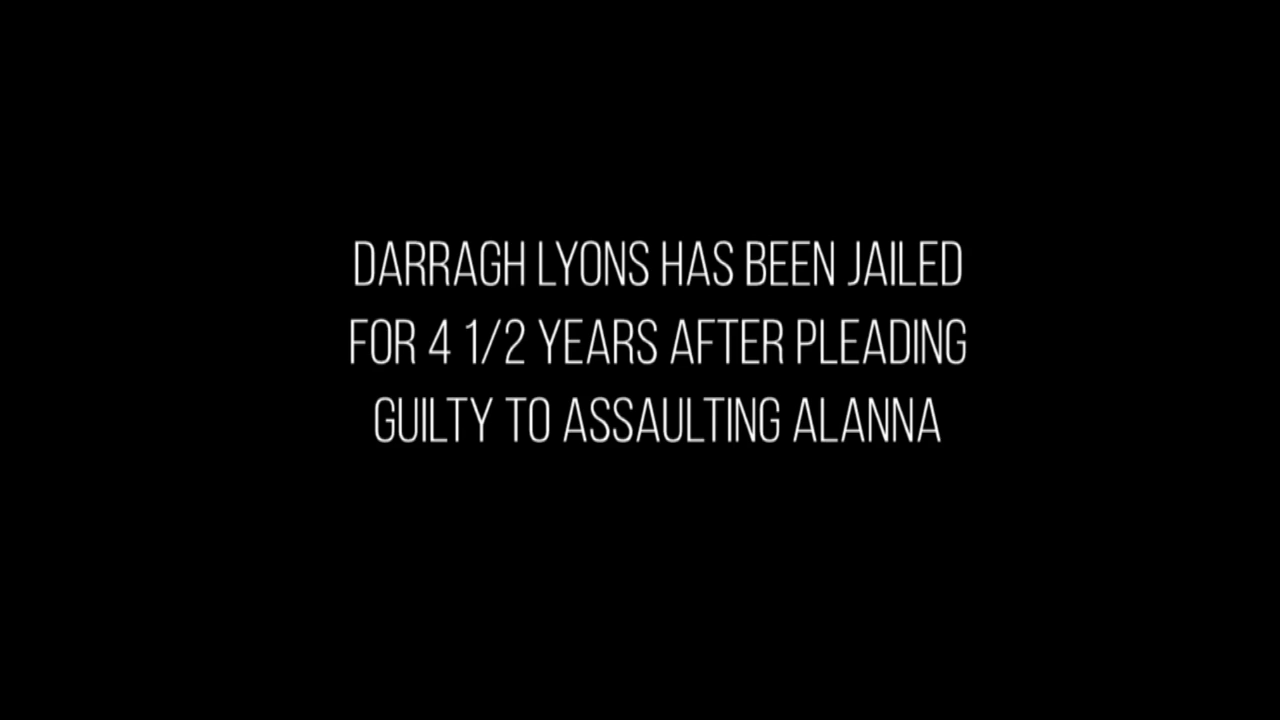 DARRAGH LYONS HAS BEEN JAILED
FOR 4 1/2 YEARS AFTER PLEADING
GUILTY TO ASSAULTING ALANNA